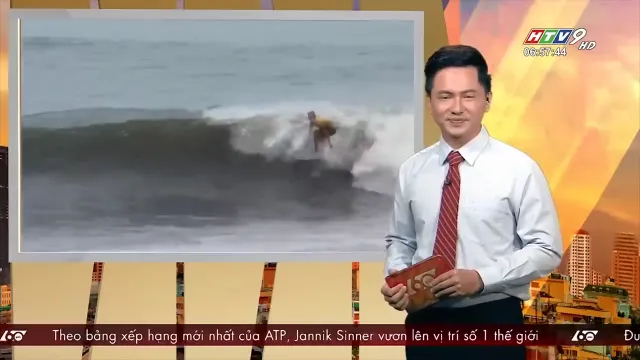 HTV9 HD
06:57:44
60s
Theo bảng xếp hạng mới nhất của ATP, Jannik Sinner vươn lên vị trí số 1 thế giới